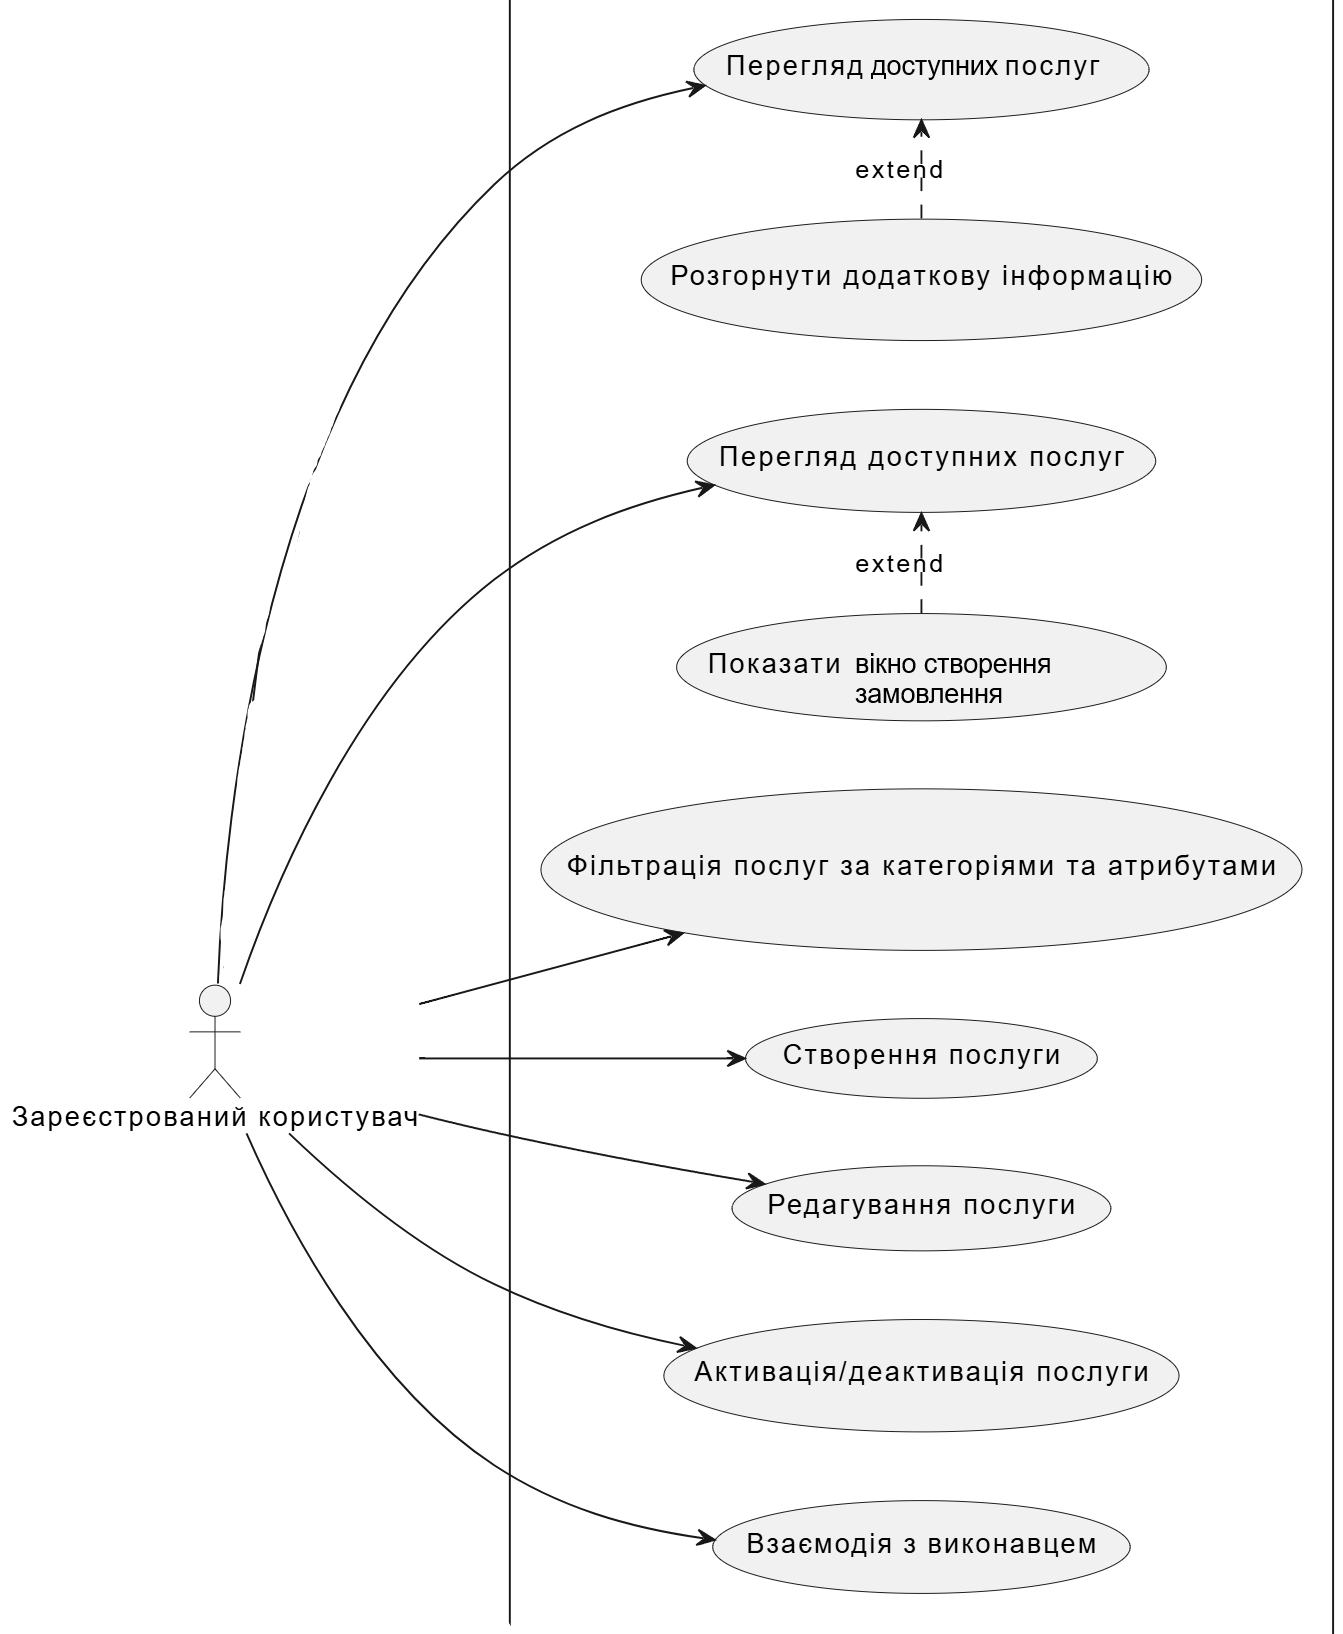 Перегляд доступних послуг
extend
Розгорнути додаткову інформацію
Перегляд доступних послуг
extend
Показати вікно створення
замовлення
Фільтрація послуг за категоріями та атрибутами
Створення послуги
Зареєстрований користувач
Редагування послуги
Активація/деактивація послуги
Взаємодія з виконавцем